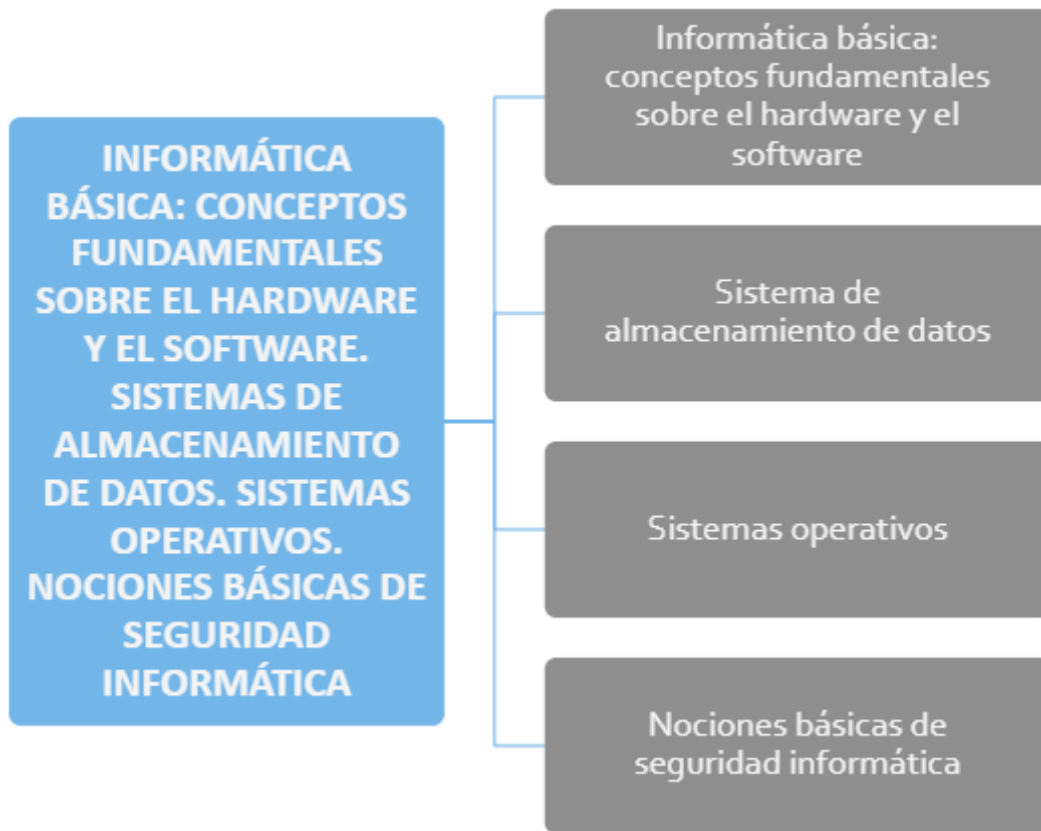 INFORMÁTICA
BÁSICA: CONCEPTOS
FUNDAMENTALES
SOBRE EL HARDWARE
Y EL SOFTWARE.
SISTEMAS DE
ALMACENAMIENTO
DE DATOS. SISTEMAS
OPERATIVOS.
NOCIONES BÁSICAS DE
SEGURIDAD
INFORMÁTICA
Informática básica:
conceptos fundamentales
sobre el hardware y el
software
Sistema de
almacenamiento de datos
Sistemas operativos
Nociones básicas de
seguridad informática